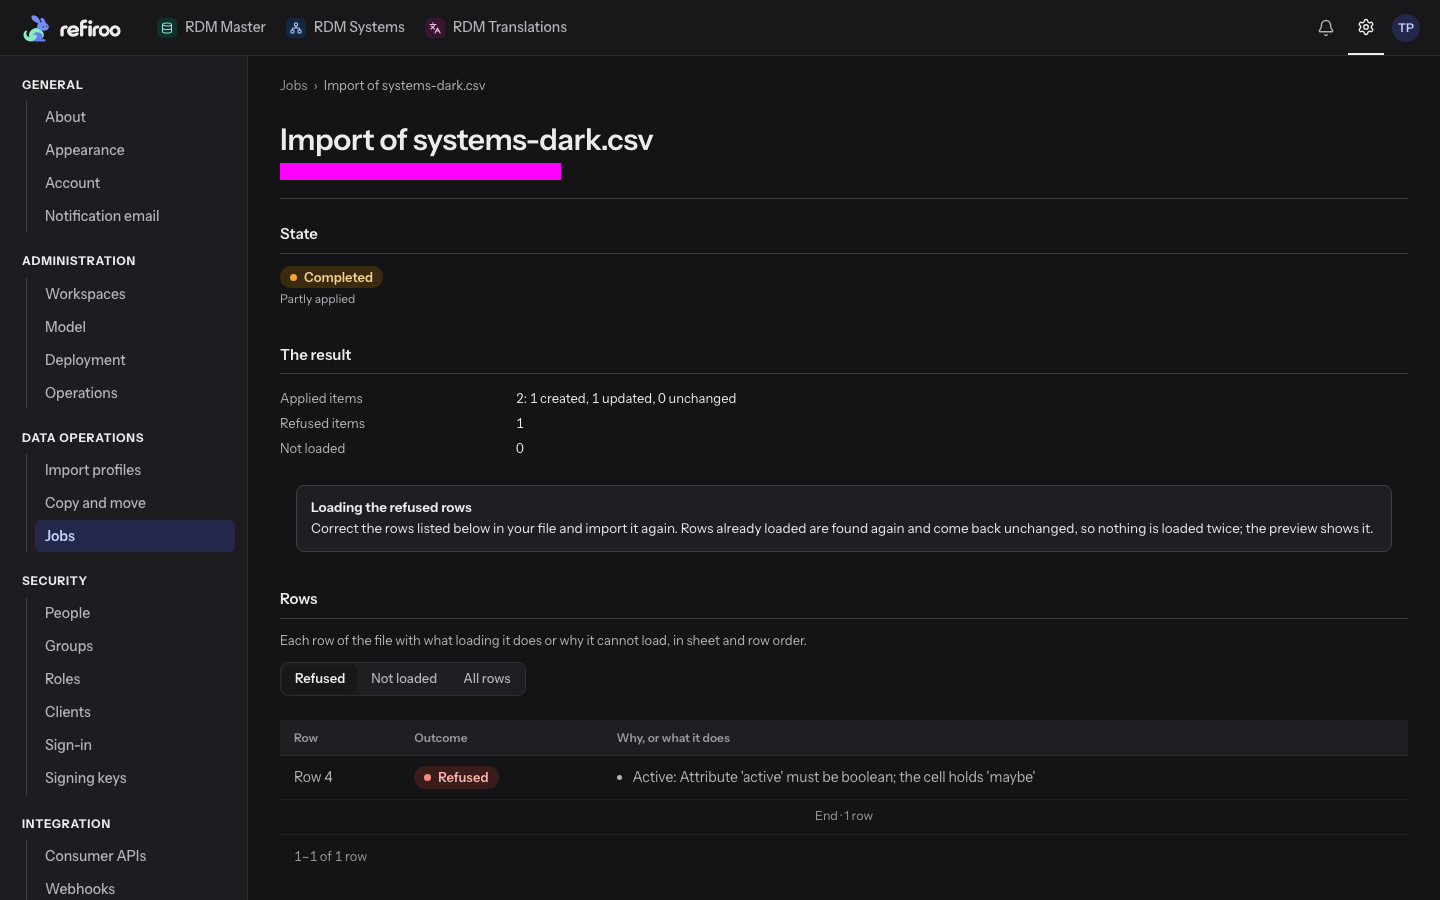 refiroo
RDM Master
RDM Systems
RDM Translations
TP
GENERAL
About
Appearance
Account
Notification email
ADMINISTRATION
Workspaces
Model
Deployment
Operations
DATA OPERATIONS
Import profiles
Copy and move
Jobs
SECURITY
People
Groups
Roles
Clients
Sign-in
Signing keys
INTEGRATION
Consumer APIs
Webhooks
Jobs › Import of systems-dark.csv
Import of systems-dark.csv
State
Completed
Partly applied
The result
Applied items 2: 1 created, 1 updated, 0 unchanged
Refused items 1
Not loaded 0
Loading the refused rows
Correct the rows listed below in your file and import it again. Rows already loaded are found again and come back unchanged, so nothing is loaded twice; the preview shows it.
Rows
Each row of the file with what loading it does or why it cannot load, in sheet and row order.
Refused Not loaded All rows
Row Outcome Why, or what it does
Row 4 Refused • Active: Attribute 'active' must be boolean; the cell holds 'maybe'
End · 1 row
1–1 of 1 row